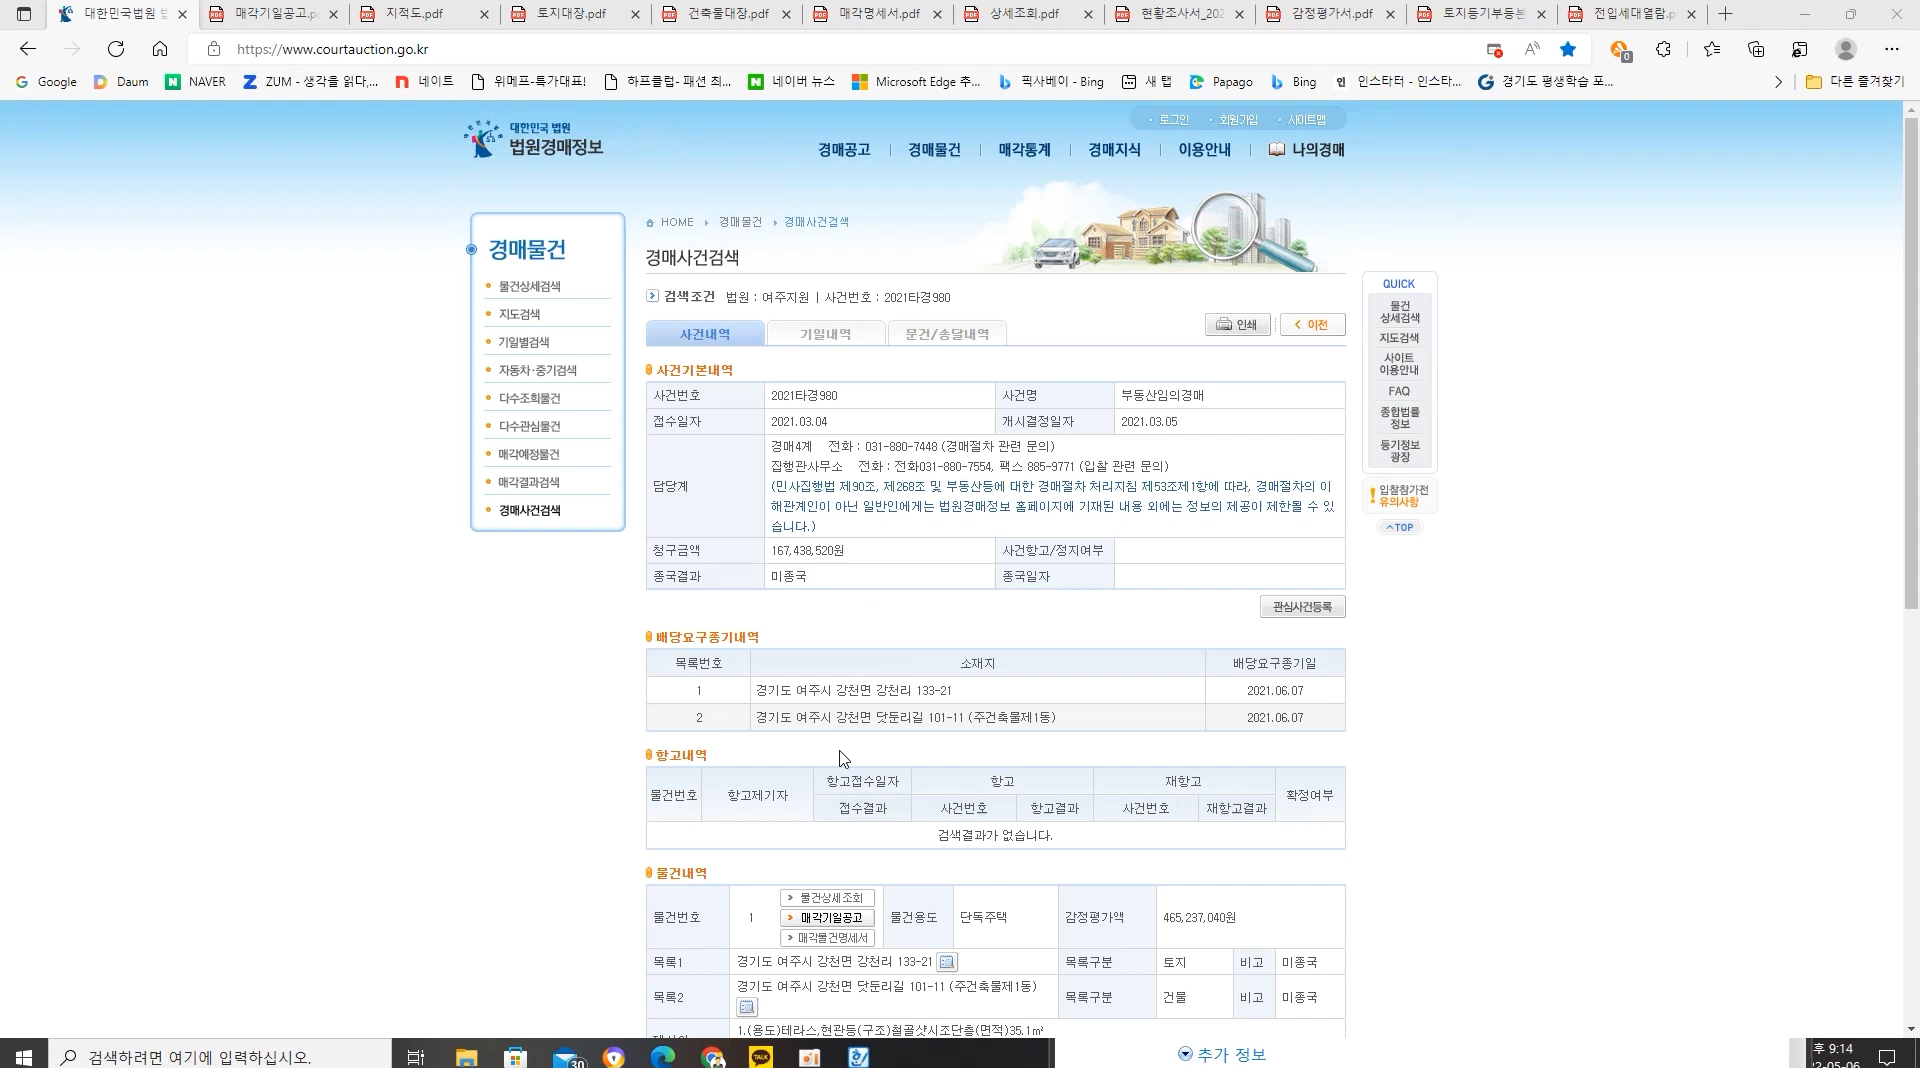 대한민국법원 법
매각기일공고.p
지적도.pdf
토지대장.pdf
건축물대장.pdf
매각명세서.pdf
상세조회.pdf
현황조사서_202
감정평가서.pdf
토지등기부등본
전입세대열람.p
https://www.courtauction.go.kr
Google
Daum
NAVER
ZUM - 생각을 읽다,...
네이트
위메프-특가대표!
하프클럽- 패션 최...
네이버 뉴스
Microsoft Edge 추...
픽사베이 - Bing
새 탭
Papago
Bing
인스타터 - 인스타...
경기도 평생학습 포...
다른 즐겨찾기
로그인
회원가입
사이트맵
대한민국 법원
법원경매정보
경매공고
경매물건
매각통계
경매지식
이용안내
나의경매
HOME 경매물건 경매사건검색
경매물건
물건상세검색
지도검색
기일별검색
자동차·중기검색
다수조회물건
다수관심물건
매각예정물건
매각결과검색
경매사건검색
경매사건검색
검색조건 법원 : 여주지원 | 사건번호 : 2021타경980
사건내역 기일내역 문건/송달내역
인쇄 이전
사건기본내역
사건번호 2021타경980 사건명 부동산임의경매
접수일자 2021.03.04 개시결정일자 2021.03.05
담당계
경매4계 전화 : 031-880-7448 (경매절차 관련 문의)
집행관사무소 전화 : 전화031-880-7554, 팩스 885-9771 (입찰 관련 문의)
(민사집행법 제90조, 제268조 및 부동산등에 대한 경매절차 처리지침 제53조제1항에 따라, 경매절차의 이
해관계인이 아닌 일반인에게는 법원경매정보 홈페이지에 기재된 내용 외에는 정보의 제공이 제한될 수 있
습니다.)
청구금액 167,438,520원 사건항고/정지여부
종국결과 미종국 종국일자
관심사건등록
배당요구종기내역
목록번호 소재지 배당요구종기일
1 경기도 여주시 강천면 강천리 133-21 2021.06.07
2 경기도 여주시 강천면 닷둔리길 101-11 (주건축물제1동) 2021.06.07
항고내역
물건번호 항고제기자 항고접수일자 항고 재항고 확정여부
접수결과 사건번호 항고결과 사건번호 재항고결과
검색결과가 없습니다.
물건내역
물건번호 1
물건상세조회
매각기일공고
매각물건명세서
물건용도 단독주택 감정평가액 465,237,040원
목록1 경기도 여주시 강천면 강천리 133-21 목록구분 토지 비고 미종국
목록2 경기도 여주시 강천면 닷둔리길 101-11 (주건축물제1동) 목록구분 건물 비고 미종국
1.(용도)테라스,현관등(구조)철골샷시조단층(면적)35.1㎡
QUICK
물건
상세검색
지도검색
사이트
이용안내
FAQ
종합법률
정보
등기정보
광장
입찰참가전
유의사항
TOP
검색하려면 여기에 입력하십시오.
30
TALK
추가 정보
후 9:14
2-05-06